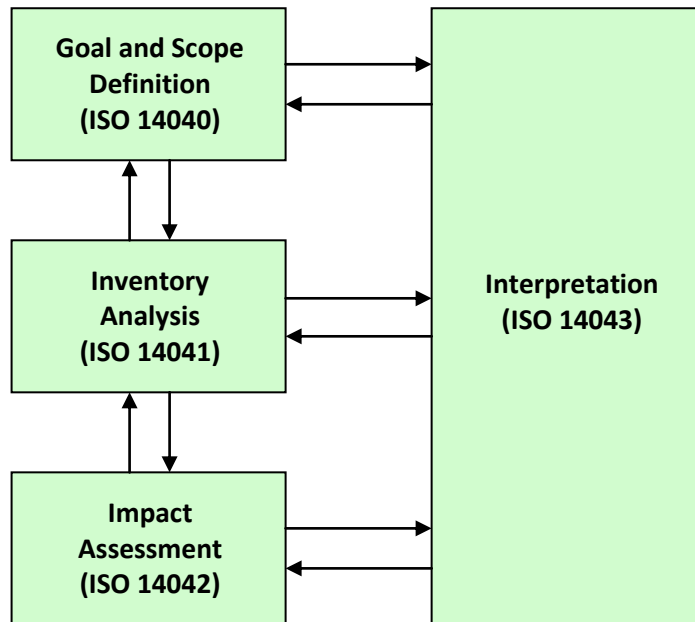 Goal and Scope
Definition
(ISO 14040)
Inventory
Analysis
(ISO 14041)
Interpretation
(ISO 14043)
Impact
Assessment
(ISO 14042)